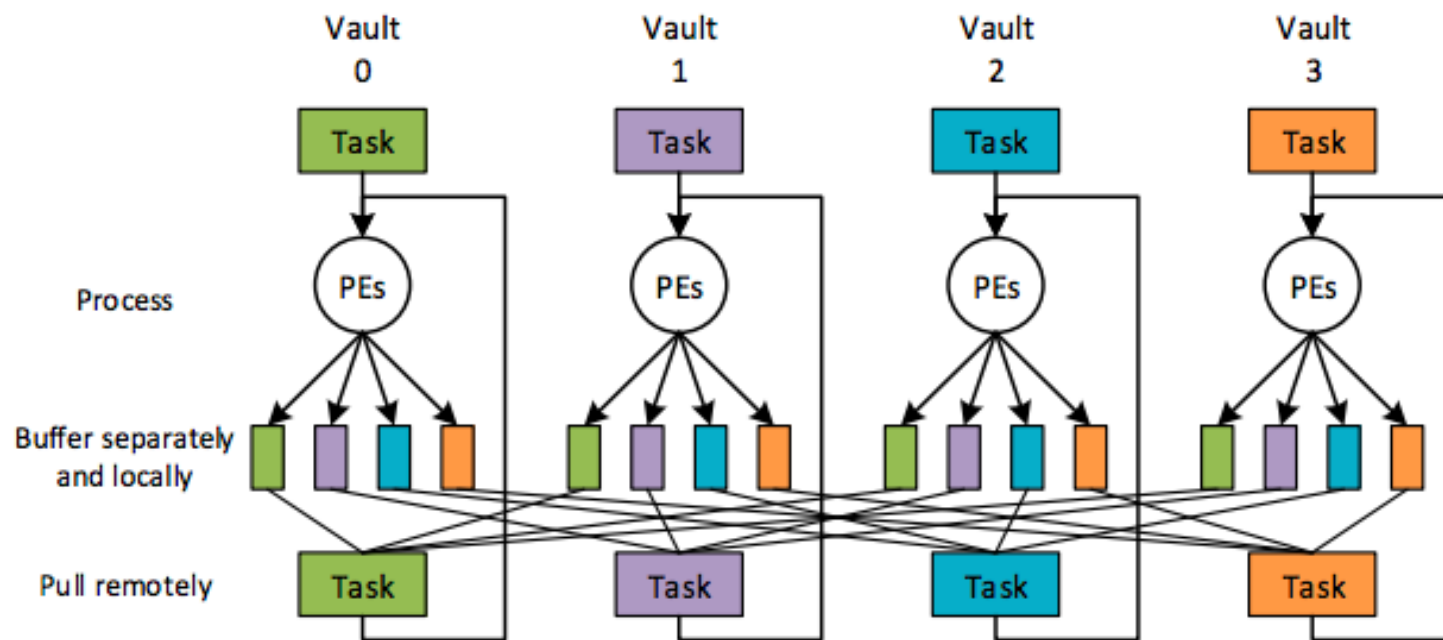 Vault
0
Vault
1
Vault
2
Vault
3
Task
Task
Task
Task
Process
PEs
PEs
PEs
PEs
Buffer separately
and locally
Pull remotely
Task
Task
Task
Task